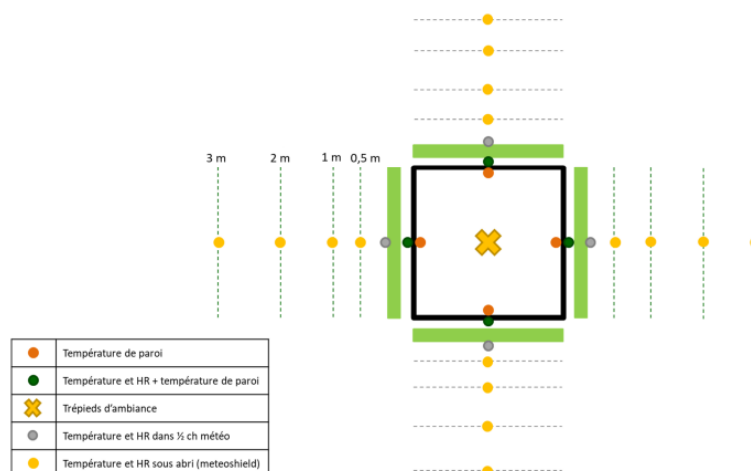 3 m 2 m 1 m 0,5 m
Température de paroi
Température et HR + température de paroi
Trépieds d'ambiance
Température et HR dans ½ ch météo
Température et HR sous abri (meteoshield)